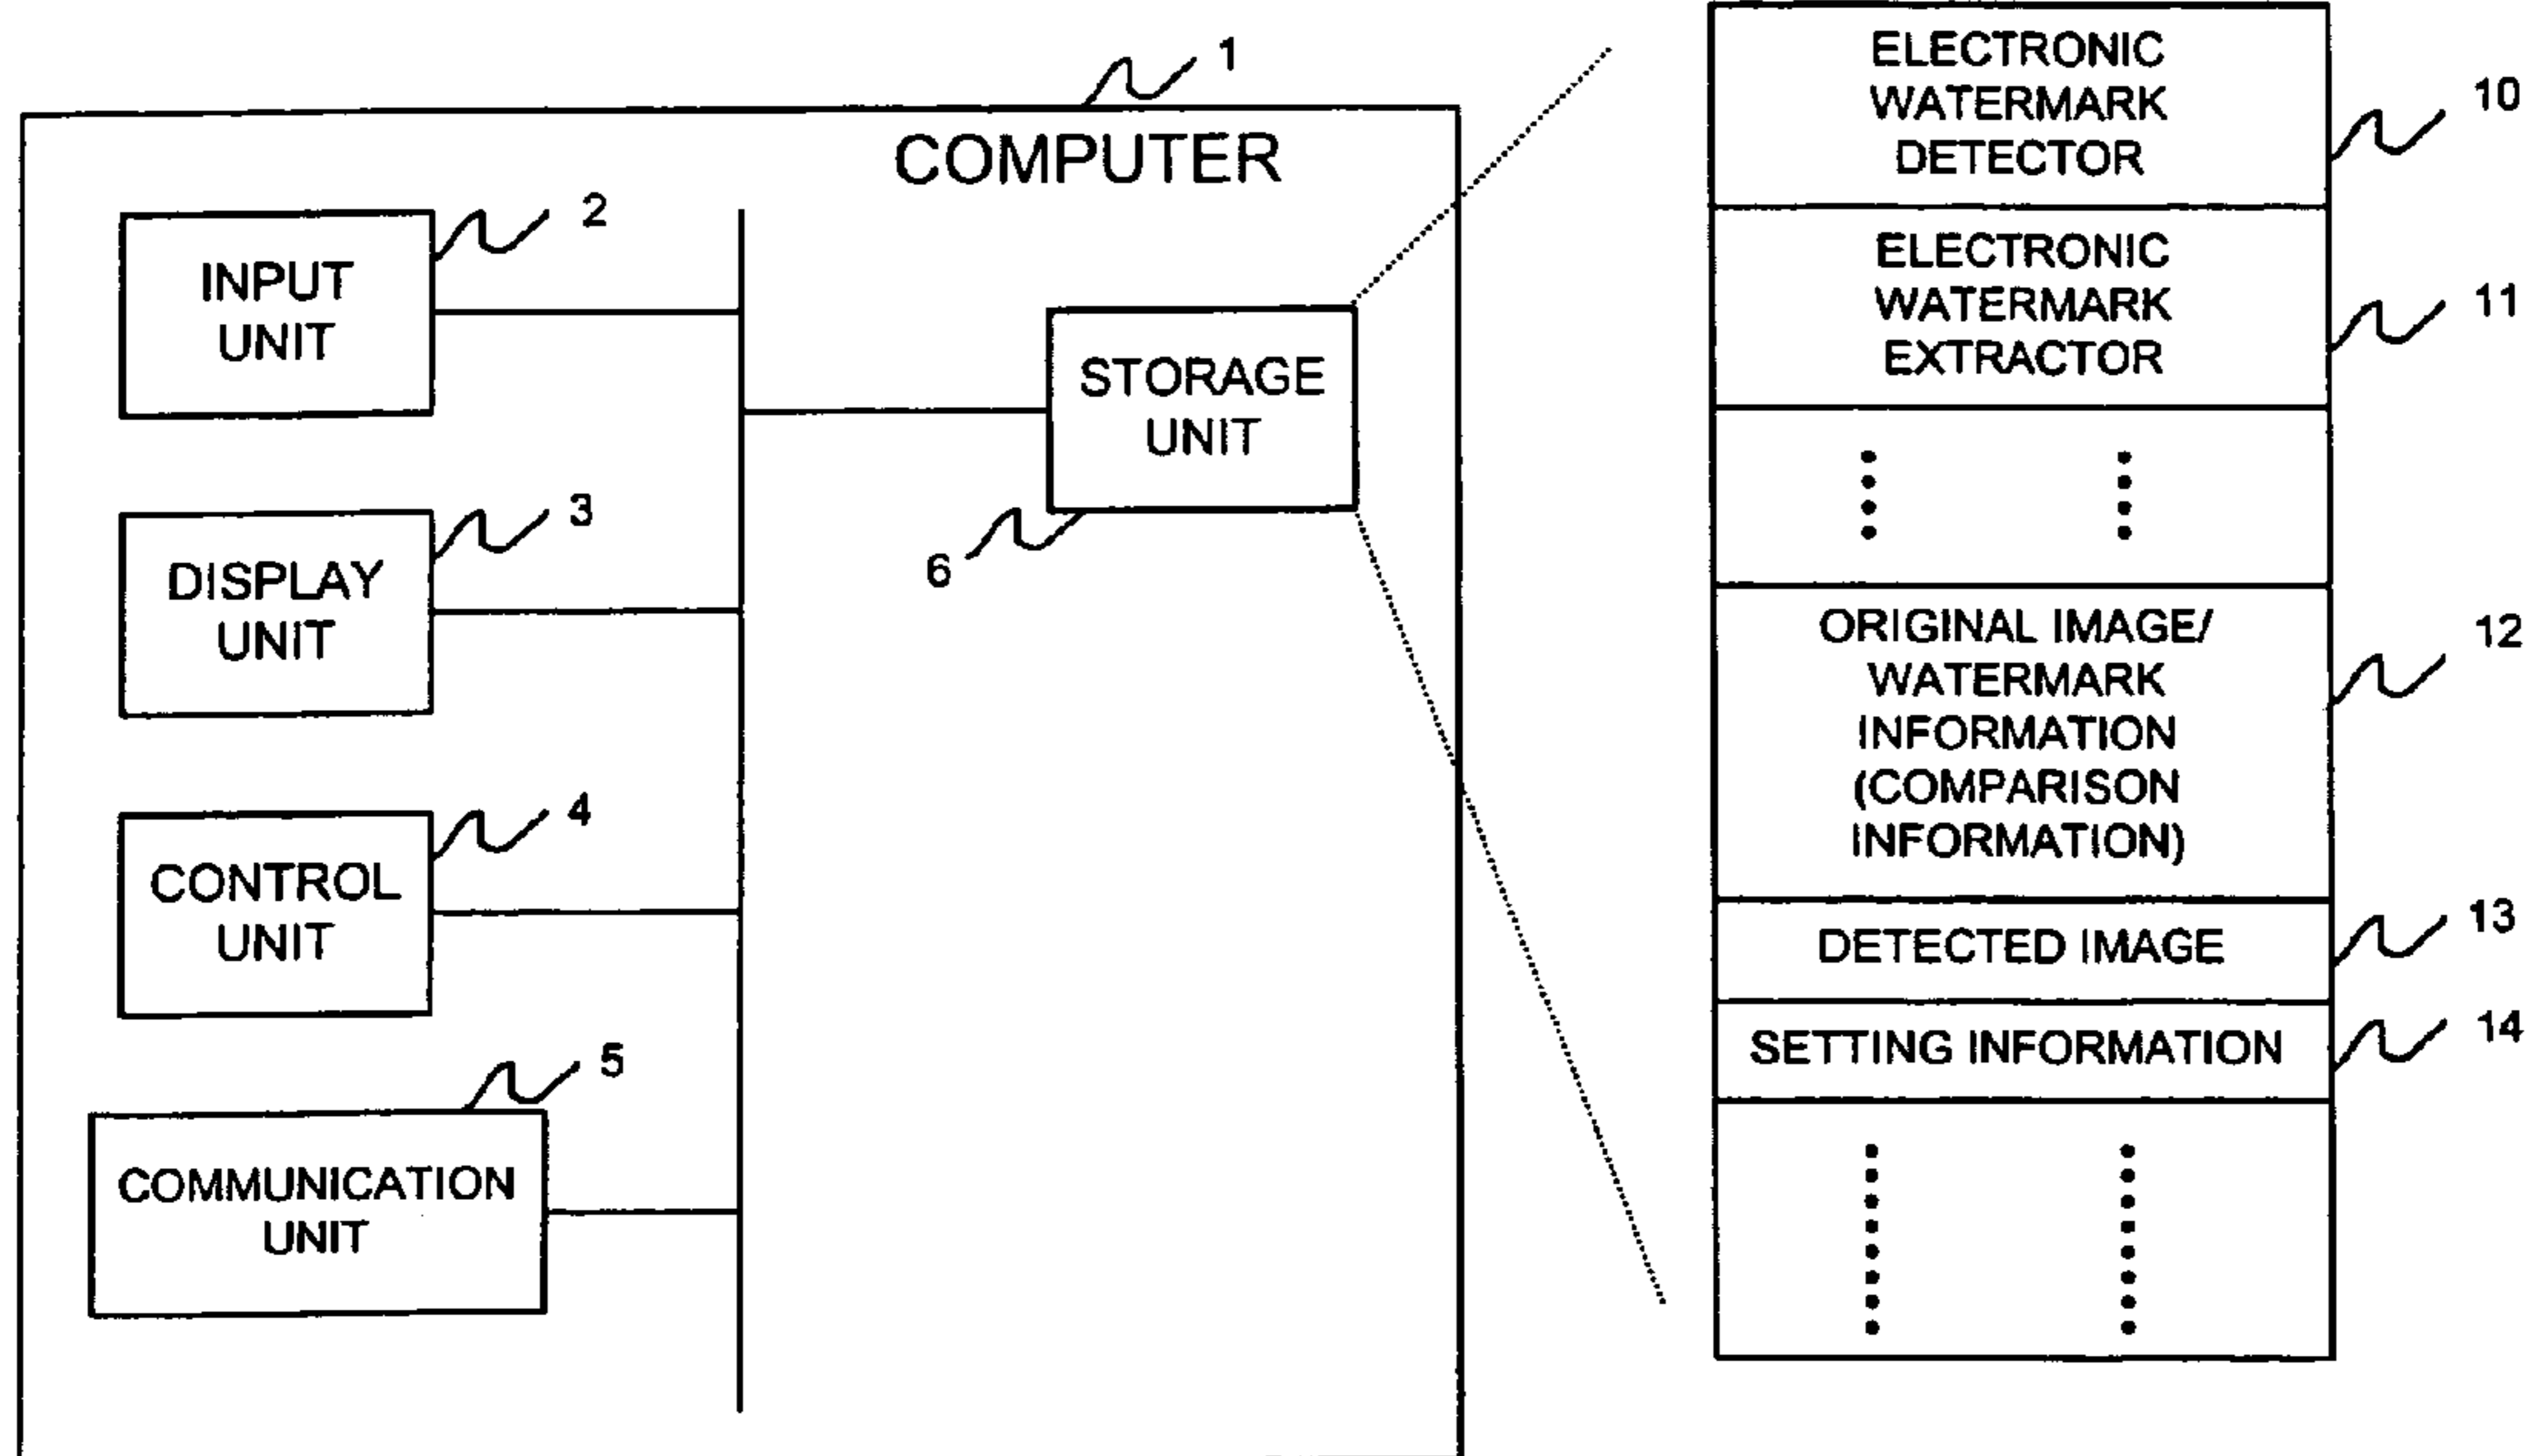 1
COMPUTER
2
INPUT
UNIT
3
DISPLAY
UNIT
4
CONTROL
UNIT
5
COMMUNICATION
UNIT
STORAGE
UNIT
6
ELECTRONIC
WATERMARK
DETECTOR
10
ELECTRONIC
WATERMARK
EXTRACTOR
11
ORIGINAL IMAGE/
WATERMARK
INFORMATION
(COMPARISON
INFORMATION)
12
DETECTED IMAGE
13
SETTING INFORMATION
14